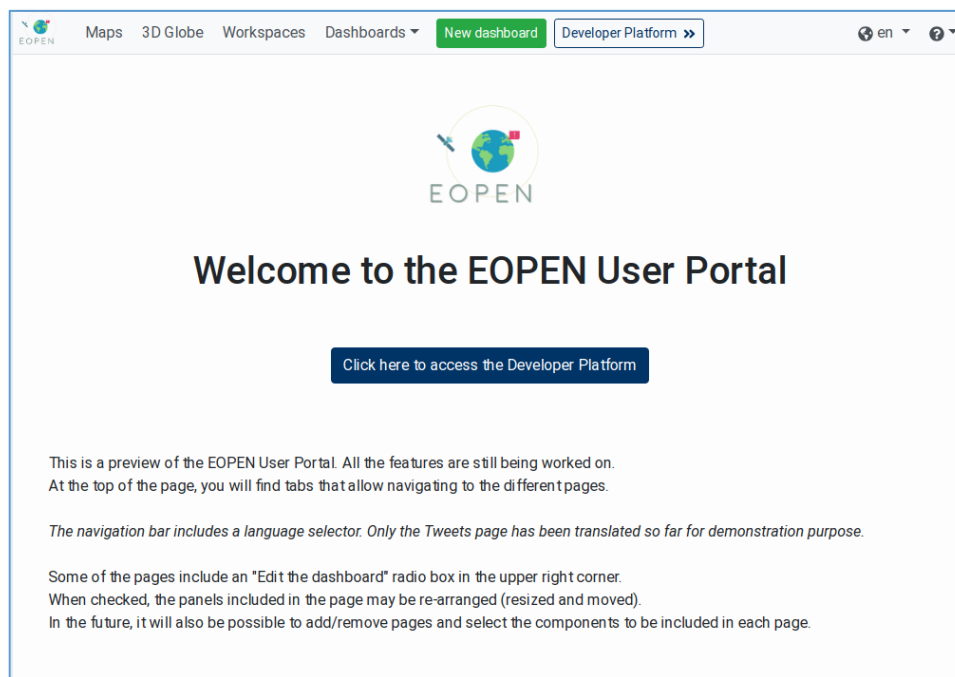 EOPEN
Maps 3D Globe Workspaces Dashboards New dashboard Developer Platform » en
EOPEN
Welcome to the EOPEN User Portal
Click here to access the Developer Platform
This is a preview of the EOPEN User Portal. All the features are still being worked on.
At the top of the page, you will find tabs that allow navigating to the different pages.
The navigation bar includes a language selector. Only the Tweets page has been translated so far for demonstration purpose.
Some of the pages include an "Edit the dashboard" radio box in the upper right corner.
When checked, the panels included in the page may be re-arranged (resized and moved).
In the future, it will also be possible to add/remove pages and select the components to be included in each page.